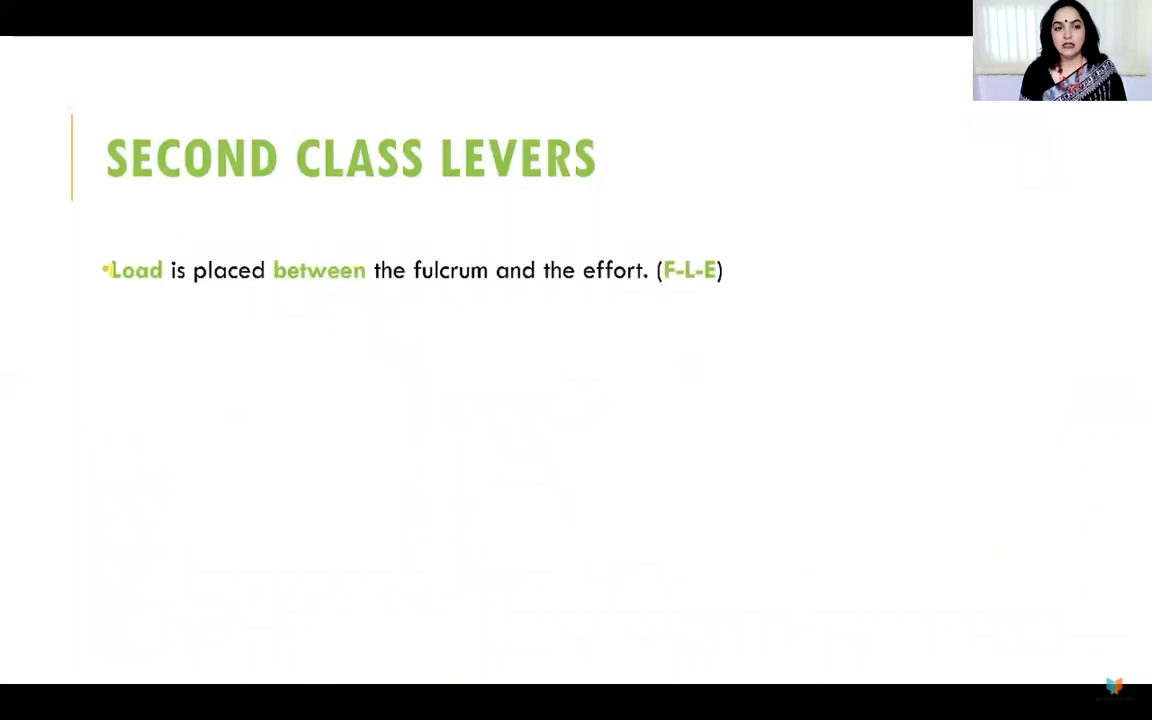 SECOND CLASS LEVERS
•Load is placed between the fulcrum and the effort. (F-L-E)